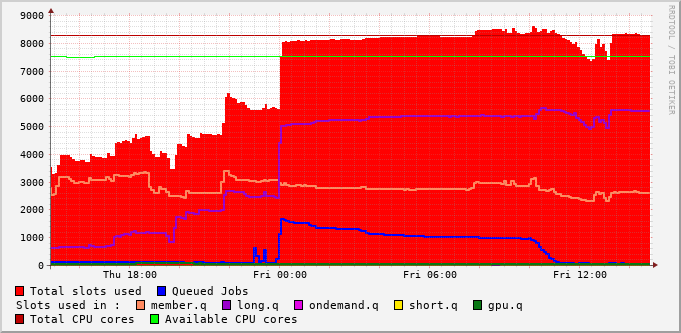 9000
8000
7000
6000
5000
4000
3000
2000
1000
0
Thu 18:00 Fri 00:00 Fri 06:00 Fri 12:00
RRDTOOL / TOBI OETIKER
Total slots used Queued Jobs
Slots used in : member.q long.q ondemand.q short.q gpu.q
Total CPU cores Available CPU cores